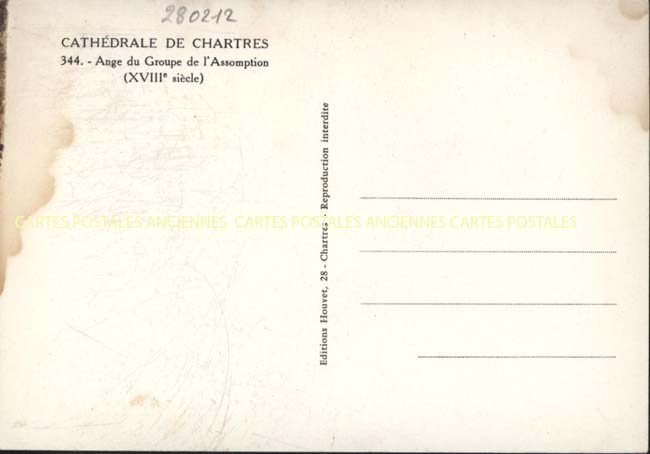 280212
CATHÉDRALE DE CHARTRES
344. - Ange du Groupe de l'Assomption
(XVIIIe siècle)
Editions Houvet, 28 - Chartres - Reproduction interdite
CARTES POSTALES ANCIENNES CARTES POSTALES ANCIENNES CARTES POSTALES